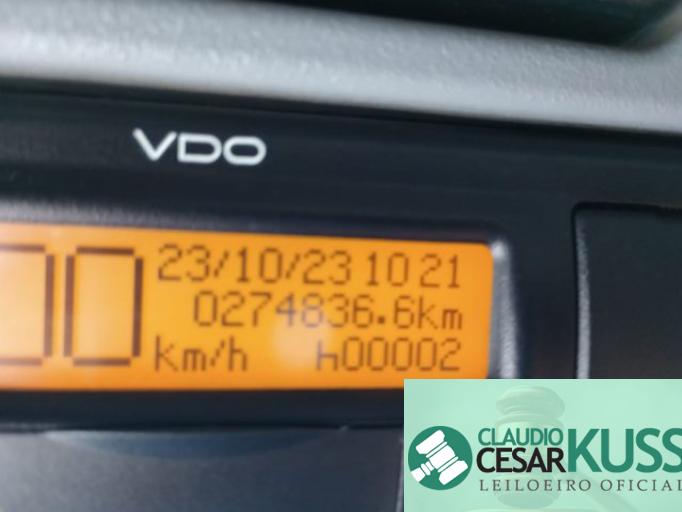 VDO
23/10/23 10 21
0274836.6km
00
km/h h00002
CLAUDIO
CESAR KUSS
LEILOEIRO OFICIAL